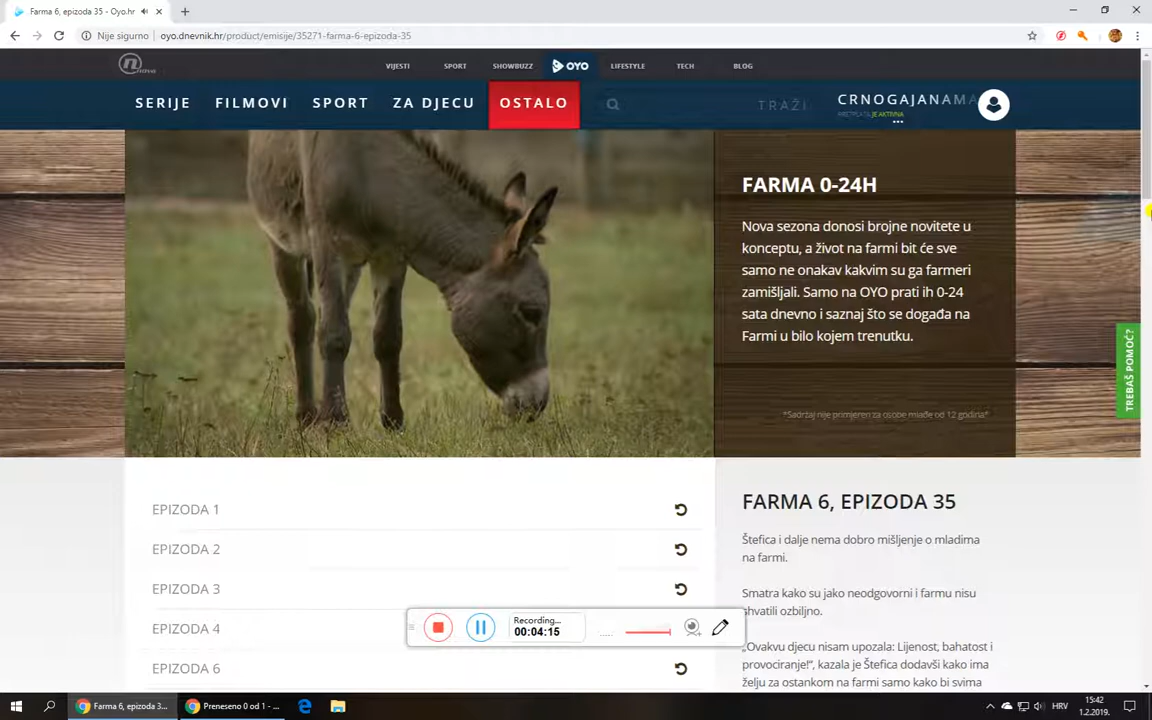 Farma 6, epizoda 35 - Oyo.hr
Nije sigurno
oyo.dnevnik.hr/product/emisije/35271-farma-6-epizoda-35
nova
VIJESTI
SPORT
SHOWBUZZ
OYO
LIFESTYLE
TECH
BLOG
SERIJE
FILMOVI
SPORT
ZA DJECU
OSTALO
TRAŽI
CRNOGAJANAMA
JE AKTIVNA
FARMA 0-24H
Nova sezona donosi brojne novitete u
konceptu, a život na farmi bit će sve
samo ne onakav kakvim su ga farmeri
zamišljali. Samo na OYO prati ih 0-24
sata dnevno i saznaj što se događa na
Farmi u bilo kojem trenutku.
*Sadržaj nije primjeren za osobe mlađe od 12 godina*
TREBAŠ POMOĆ?
EPIZODA 1
EPIZODA 2
EPIZODA 3
EPIZODA 4
EPIZODA 6
FARMA 6, EPIZODA 35
Štefica i dalje nema dobro mišljenje o mladima
na farmi.
Smatra kako su jako neodgovorni i farmu nisu
shvatili ozbiljno.
„Ovakvu djecu nisam upozala: Lijenost, bahatost i
provociranje!", kazala je Štefica dodavši kako ima
želju za ostankom na farmi samo kako bi svima
Recording...
00:04:15
Farma 6, epizoda 3...
Preneseno 0 od 1 - ...
HRV
15:42
1.2.2019.